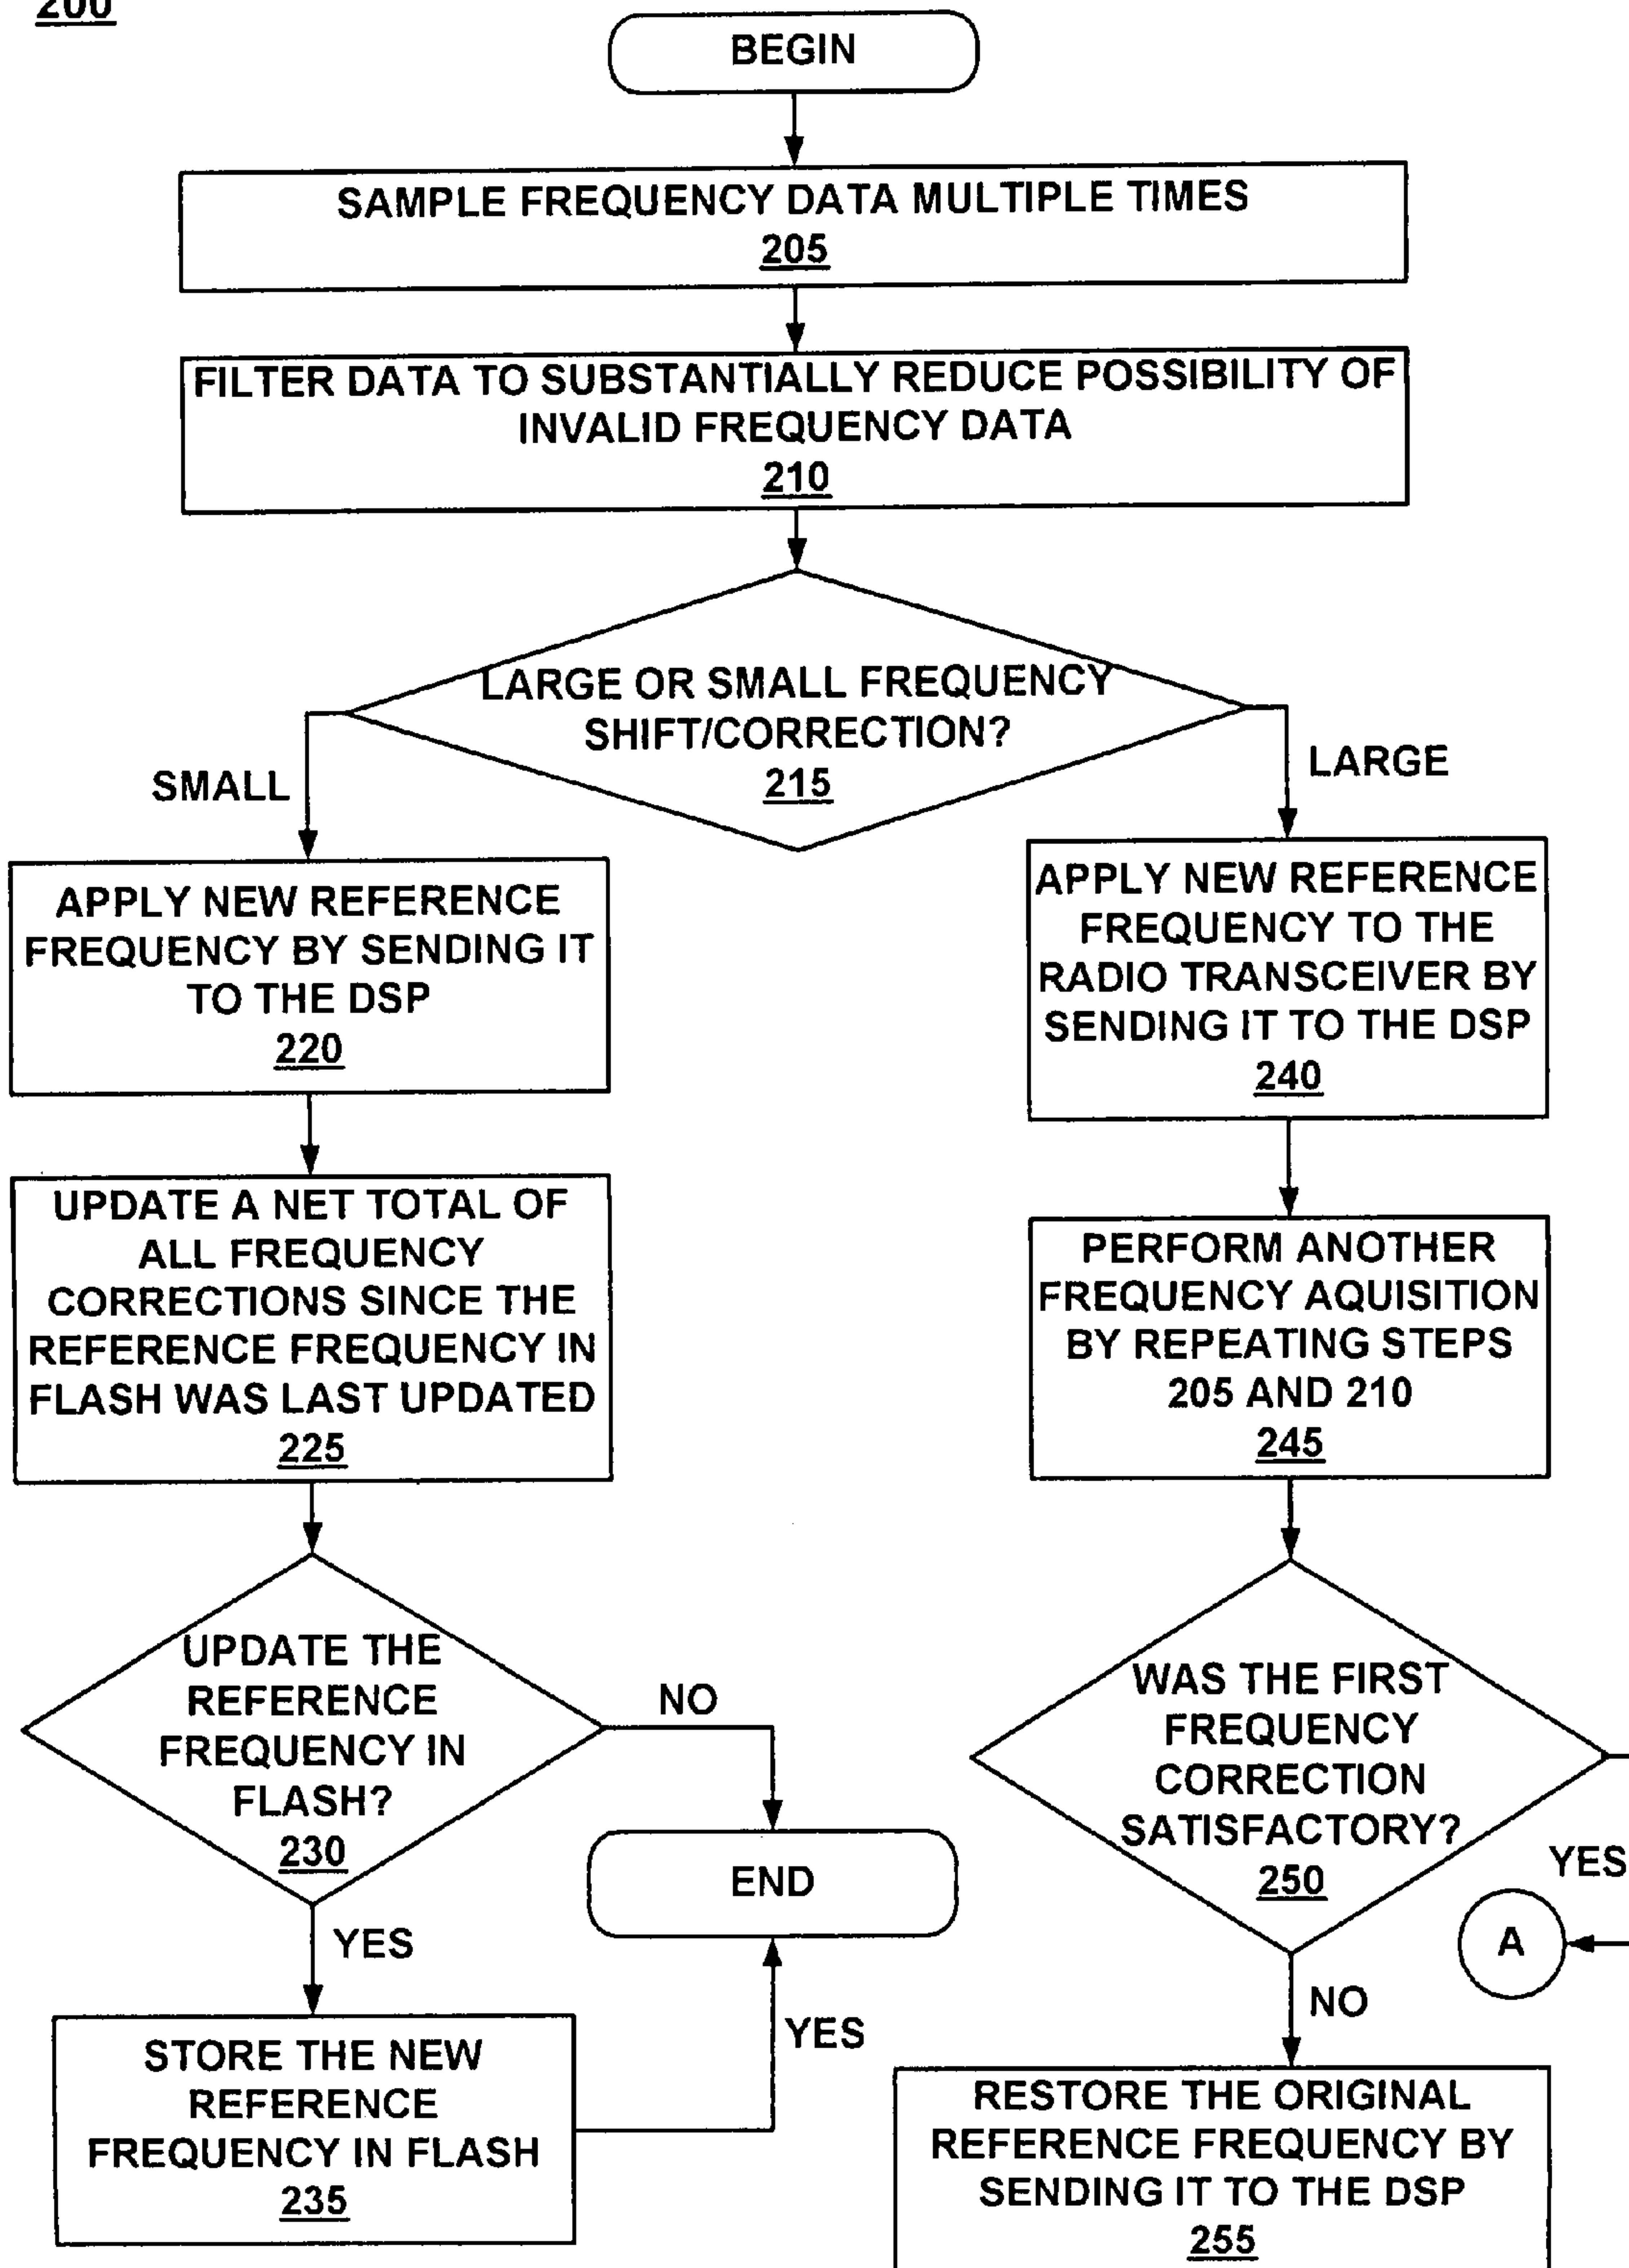 200
BEGIN
SAMPLE FREQUENCY DATA MULTIPLE TIMES
205
FILTER DATA TO SUBSTANTIALLY REDUCE POSSIBILITY OF
INVALID FREQUENCY DATA
210
LARGE OR SMALL FREQUENCY
SHIFT/CORRECTION?
215
SMALL
LARGE
APPLY NEW REFERENCE
FREQUENCY BY SENDING IT
TO THE DSP
220
UPDATE A NET TOTAL OF
ALL FREQUENCY
CORRECTIONS SINCE THE
REFERENCE FREQUENCY IN
FLASH WAS LAST UPDATED
225
UPDATE THE
REFERENCE
FREQUENCY IN
FLASH?
230
NO
YES
END
STORE THE NEW
REFERENCE
FREQUENCY IN FLASH
235
YES
APPLY NEW REFERENCE
FREQUENCY TO THE
RADIO TRANSCEIVER BY
SENDING IT TO THE DSP
240
PERFORM ANOTHER
FREQUENCY AQUISITION
BY REPEATING STEPS
205 AND 210
245
WAS THE FIRST
FREQUENCY
CORRECTION
SATISFACTORY?
250
YES
A
NO
RESTORE THE ORIGINAL
REFERENCE FREQUENCY BY
SENDING IT TO THE DSP
255